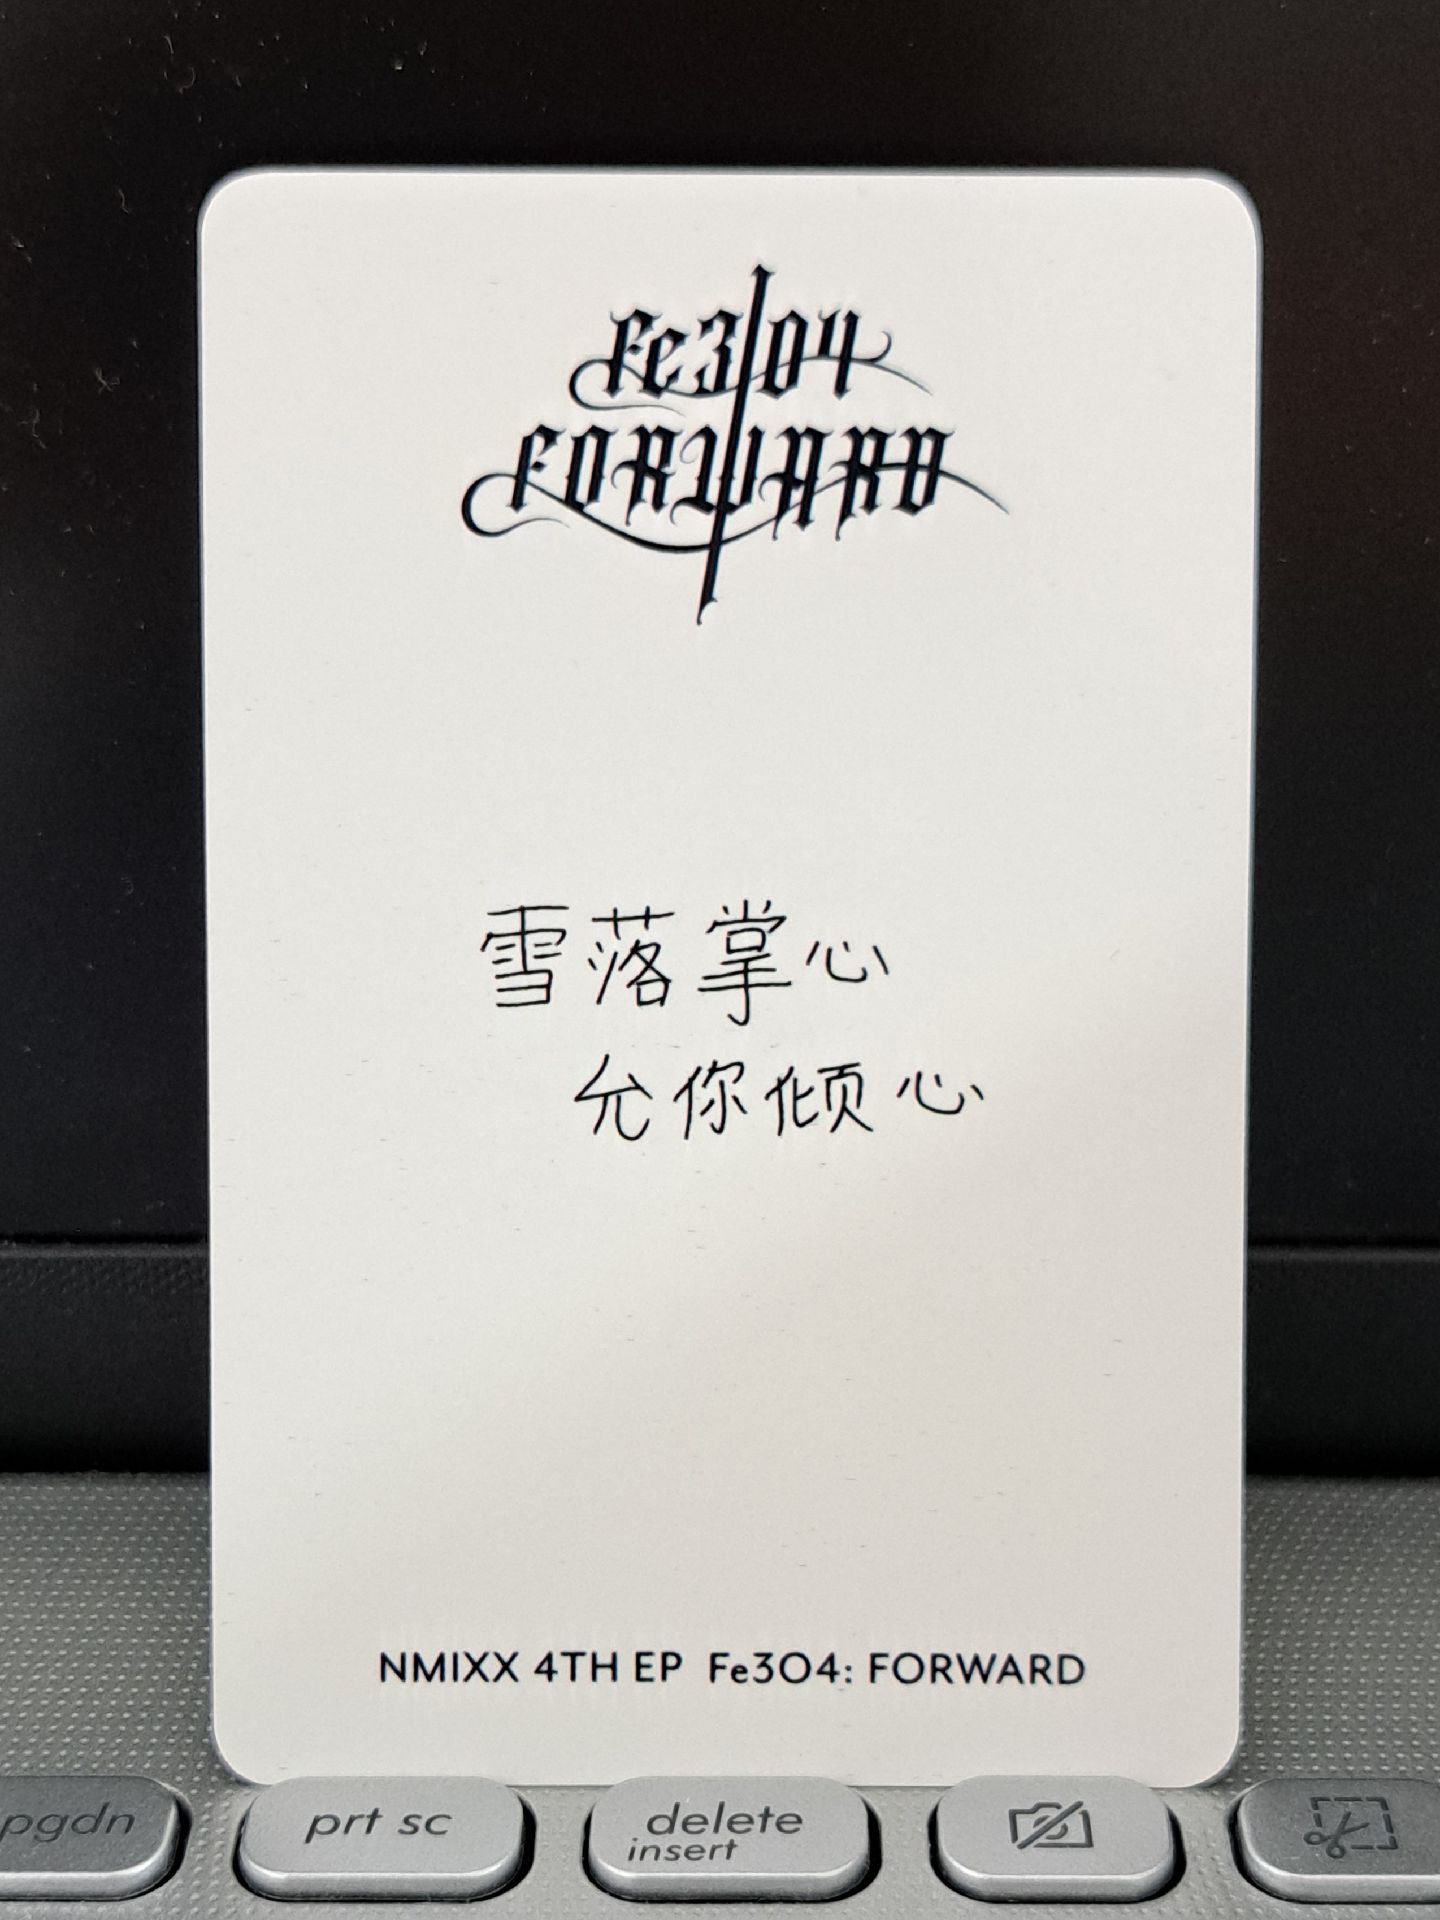 Fe3O4
FORWARD
雪落掌心
允你倾心
NMIXX 4TH EP Fe3O4: FORWARD
pgdn
prt sc
delete
insert